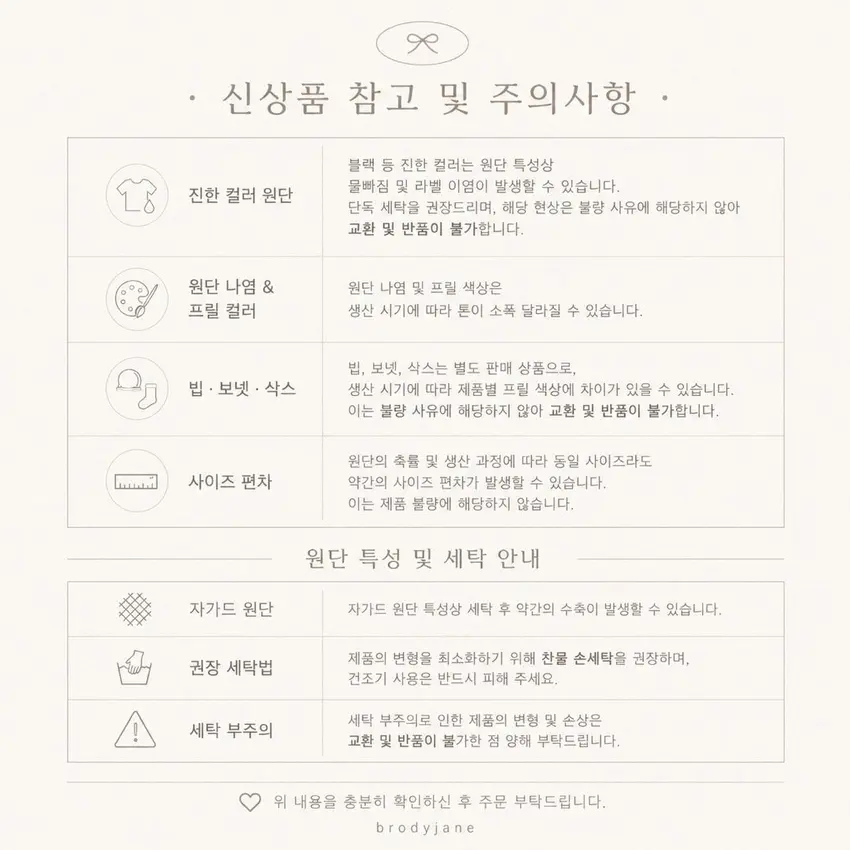 · 신상품 참고 및 주의사항 ·
진한 컬러 원단
블랙 등 진한 컬러는 원단 특성상
물빠짐 및 라벨 이염이 발생할 수 있습니다.
단독 세탁을 권장드리며, 해당 현상은 불량 사유에 해당하지 않아
교환 및 반품이 불가합니다.
원단 나염 &
프릴 컬러
원단 나염 및 프릴 색상은
생산 시기에 따라 톤이 소폭 달라질 수 있습니다.
빕 · 보넷 · 삭스
빕, 보넷, 삭스는 별도 판매 상품으로,
생산 시기에 따라 제품별 프릴 색상에 차이가 있을 수 있습니다.
이는 불량 사유에 해당하지 않아 교환 및 반품이 불가합니다.
사이즈 편차
원단의 축률 및 생산 과정에 따라 동일 사이즈라도
약간의 사이즈 편차가 발생할 수 있습니다.
이는 제품 불량에 해당하지 않습니다.
원단 특성 및 세탁 안내
자가드 원단
자가드 원단 특성상 세탁 후 약간의 수축이 발생할 수 있습니다.
권장 세탁법
제품의 변형을 최소화하기 위해 찬물 손세탁을 권장하며,
건조기 사용은 반드시 피해 주세요.
세탁 부주의
세탁 부주의로 인한 제품의 변형 및 손상은
교환 및 반품이 불가한 점 양해 부탁드립니다.
위 내용을 충분히 확인하신 후 주문 부탁드립니다.
brodyjane